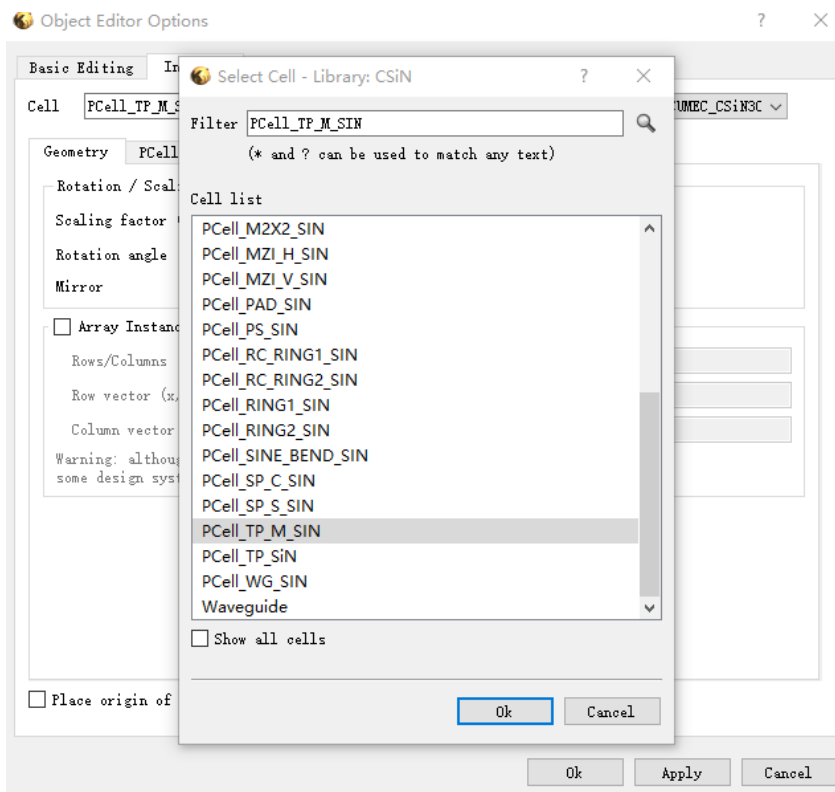 Object Editor Options
? ×
Basic Editing
Select Cell - Library: CSiN
? ×
Cell PCell_TP_M_S
Filter PCell_TP_M_SIN
(* and ? can be used to match any text)
Geometry PCell
Rotation / Scal
Cell list
Scaling factor
PCell_M2X2_SIN
PCell_MZI_H_SIN
Rotation angle
PCell_MZI_V_SIN
Mirror
PCell_PAD_SIN
Array Instanc
PCell_PS_SIN
Rows/Columns
PCell_RC_RING1_SIN
PCell_RC_RING2_SIN
Row vector (x,
PCell_RING1_SIN
Column vector
PCell_RING2_SIN
Warning: althoug
PCell_SINE_BEND_SIN
some design syst
PCell_SP_C_SIN
PCell_SP_S_SIN
PCell_TP_M_SIN
PCell_TP_SiN
PCell_WG_SIN
Waveguide
Show all cells
Place origin of
Ok Cancel
Ok Apply Cancel